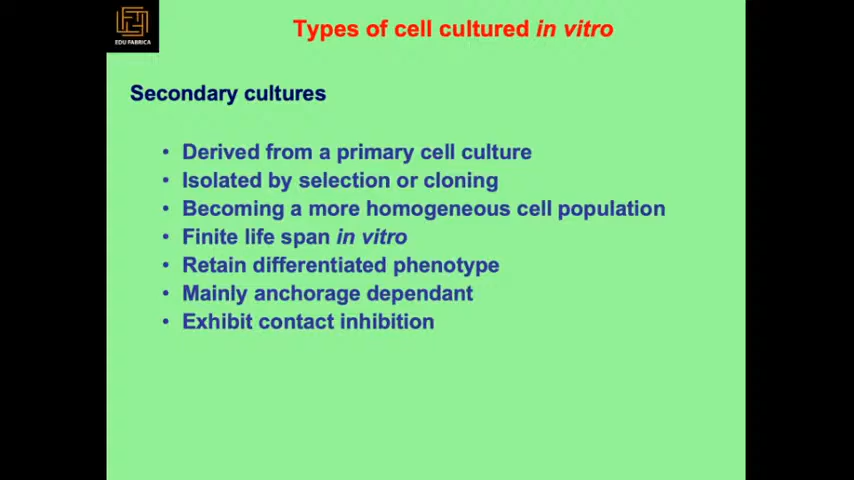 EDU FABRICA
Types of cell cultured in vitro
Secondary cultures
• Derived from a primary cell culture
• Isolated by selection or cloning
• Becoming a more homogeneous cell population
• Finite life span in vitro
• Retain differentiated phenotype
• Mainly anchorage dependant
• Exhibit contact inhibition